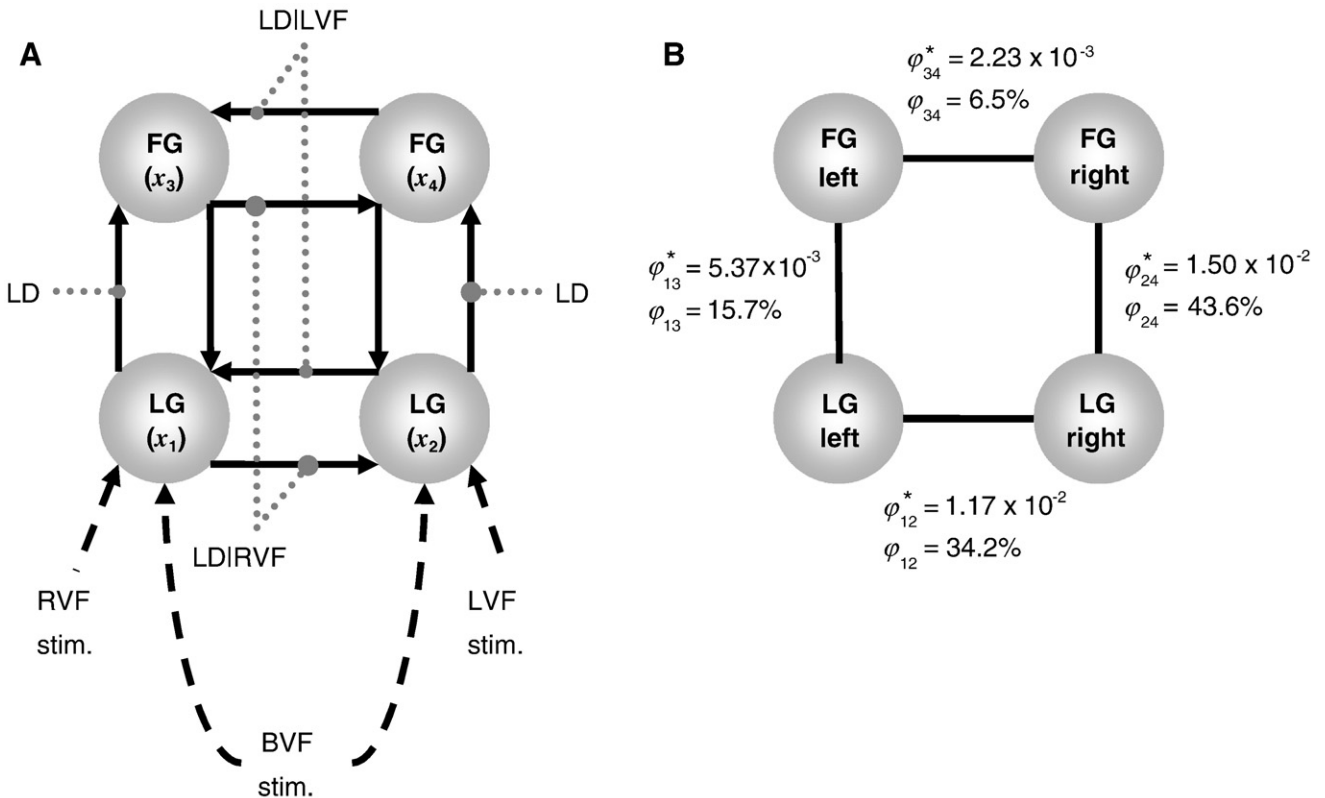 A
LD|LVF
FG
(x₃)
FG
(x₄)
LD
LD
LG
(x₁)
LG
(x₂)
LD|RVF
RVF
stim.
LVF
stim.
BVF
stim.
B
φ*₃₄ = 2.23 x 10⁻³
φ₃₄ = 6.5%
FG
left
FG
right
φ*₁₃ = 5.37x10⁻³
φ₁₃ = 15.7%
φ*₂₄ = 1.50 x 10⁻²
φ₂₄ = 43.6%
LG
left
LG
right
φ*₁₂ = 1.17 x 10⁻²
φ₁₂ = 34.2%